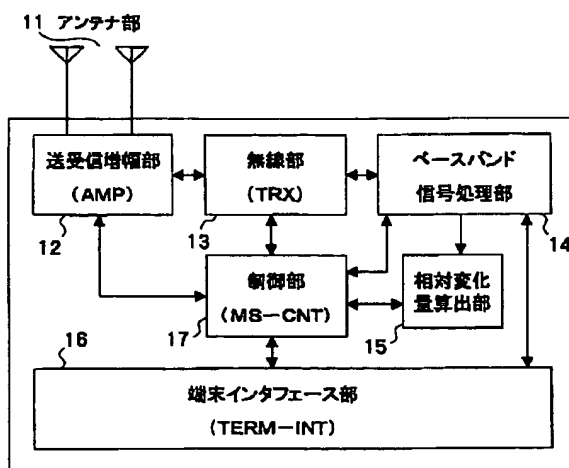 11 アンテナ部
送受信増幅部
(AMP)
12
無線部
(TRX)
13
ベースバンド
信号処理部
14
制御部
(MS-CNT)
17
相対変化
量算出部
15
16
端末インタフェース部
(TERM-INT)